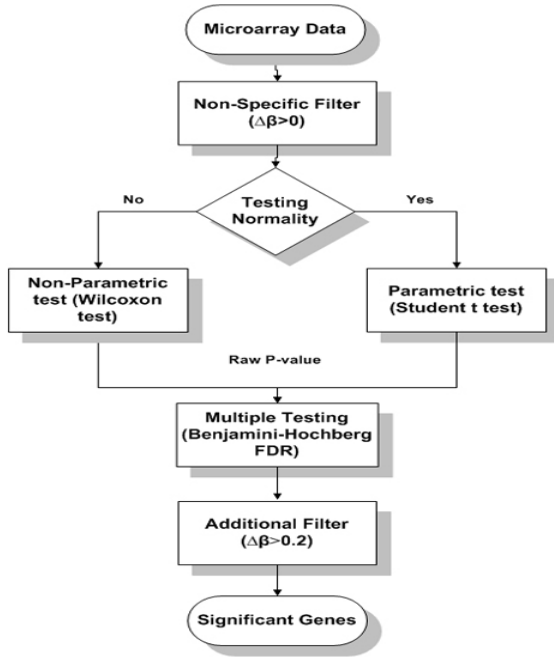 Microarray Data
Non-Specific Filter
(Δβ>0)
Testing
Normality
No
Yes
Non-Parametric
test (Wilcoxon
test)
Parametric test
(Student t test)
Raw P-value
Multiple Testing
(Benjamini-Hochberg
FDR)
Additional Filter
(Δβ>0.2)
Significant Genes